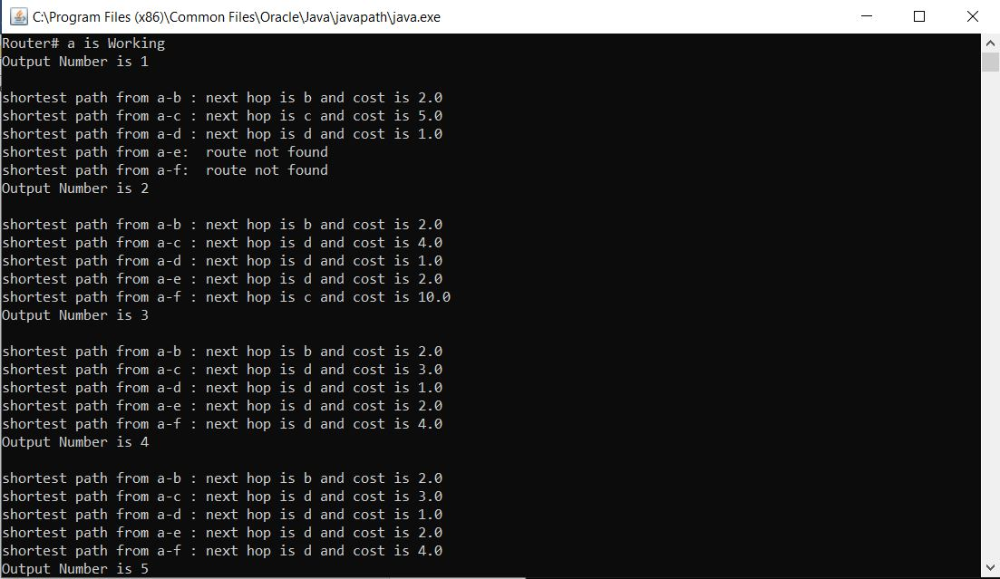 C:\Program Files (x86)\Common Files\Oracle\Java\javapath\java.exe
Router# a is Working
Output Number is 1
shortest path from a-b : next hop is b and cost is 2.0
shortest path from a-c : next hop is c and cost is 5.0
shortest path from a-d : next hop is d and cost is 1.0
shortest path from a-e:  route not found
shortest path from a-f:  route not found
Output Number is 2
shortest path from a-b : next hop is b and cost is 2.0
shortest path from a-c : next hop is d and cost is 4.0
shortest path from a-d : next hop is d and cost is 1.0
shortest path from a-e : next hop is d and cost is 2.0
shortest path from a-f : next hop is c and cost is 10.0
Output Number is 3
shortest path from a-b : next hop is b and cost is 2.0
shortest path from a-c : next hop is d and cost is 3.0
shortest path from a-d : next hop is d and cost is 1.0
shortest path from a-e : next hop is d and cost is 2.0
shortest path from a-f : next hop is d and cost is 4.0
Output Number is 4
shortest path from a-b : next hop is b and cost is 2.0
shortest path from a-c : next hop is d and cost is 3.0
shortest path from a-d : next hop is d and cost is 1.0
shortest path from a-e : next hop is d and cost is 2.0
shortest path from a-f : next hop is d and cost is 4.0
Output Number is 5